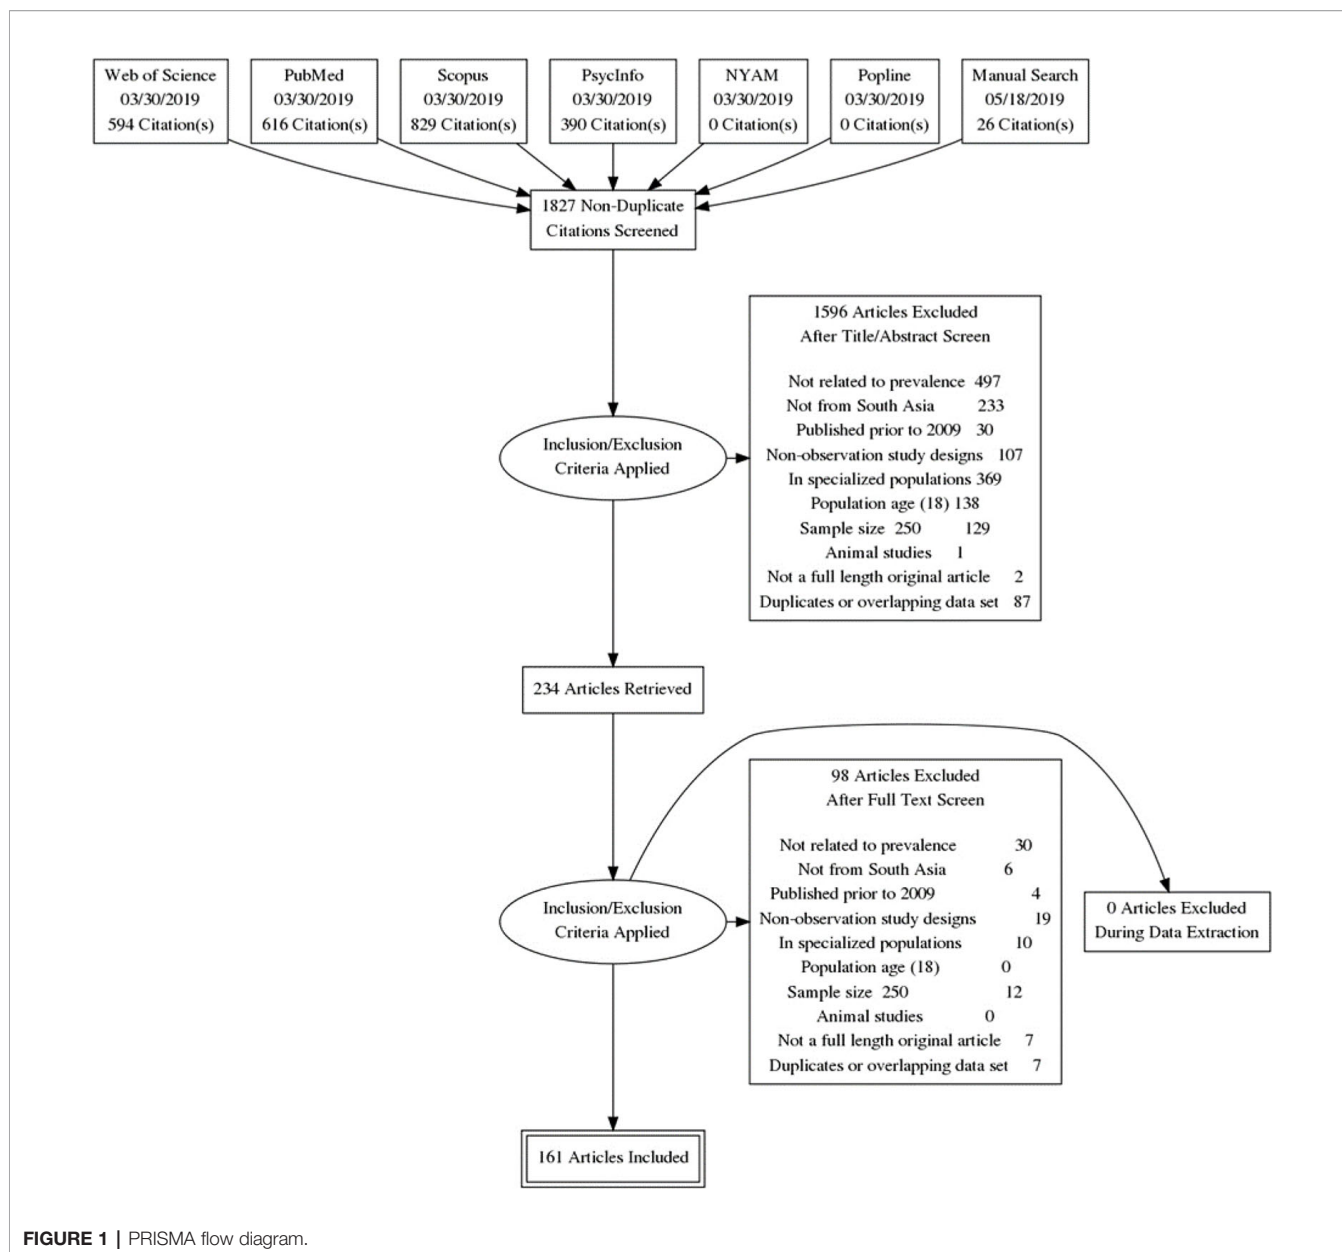 Web of Science
03/30/2019
594 Citation(s)
PubMed
03/30/2019
616 Citation(s)
Scopus
03/30/2019
829 Citation(s)
PsycInfo
03/30/2019
390 Citation(s)
NYAM
03/30/2019
0 Citation(s)
Popline
03/30/2019
0 Citation(s)
Manual Search
05/18/2019
26 Citation(s)
1827 Non-Duplicate
Citations Screened
Inclusion/Exclusion
Criteria Applied
1596 Articles Excluded
After Title/Abstract Screen
Not related to prevalence 497
Not from South Asia 233
Published prior to 2009 30
Non-observation study designs 107
In specialized populations 369
Population age (18) 138
Sample size 250 129
Animal studies 1
Not a full length original article 2
Duplicates or overlapping data set 87
234 Articles Retrieved
Inclusion/Exclusion
Criteria Applied
98 Articles Excluded
After Full Text Screen
Not related to prevalence 30
Not from South Asia 6
Published prior to 2009 4
Non-observation study designs 19
In specialized populations 10
Population age (18) 0
Sample size 250 12
Animal studies 0
Not a full length original article 7
Duplicates or overlapping data set 7
0 Articles Excluded
During Data Extraction
161 Articles Included
FIGURE 1 | PRISMA flow diagram.